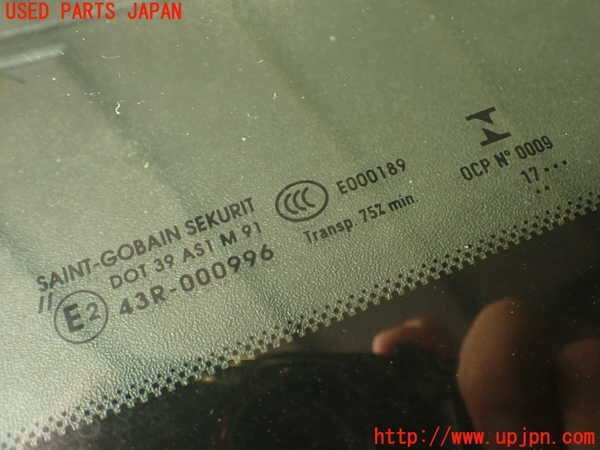 USED PARTS JAPAN
SAINT-GOBAIN SEKURIT
DOT 39 AS1 M 91
// E2 43R-000996
CCC E000189
Transp. 75% min.
OCP N° 0009
17...
..
http://www.upjpn.com/